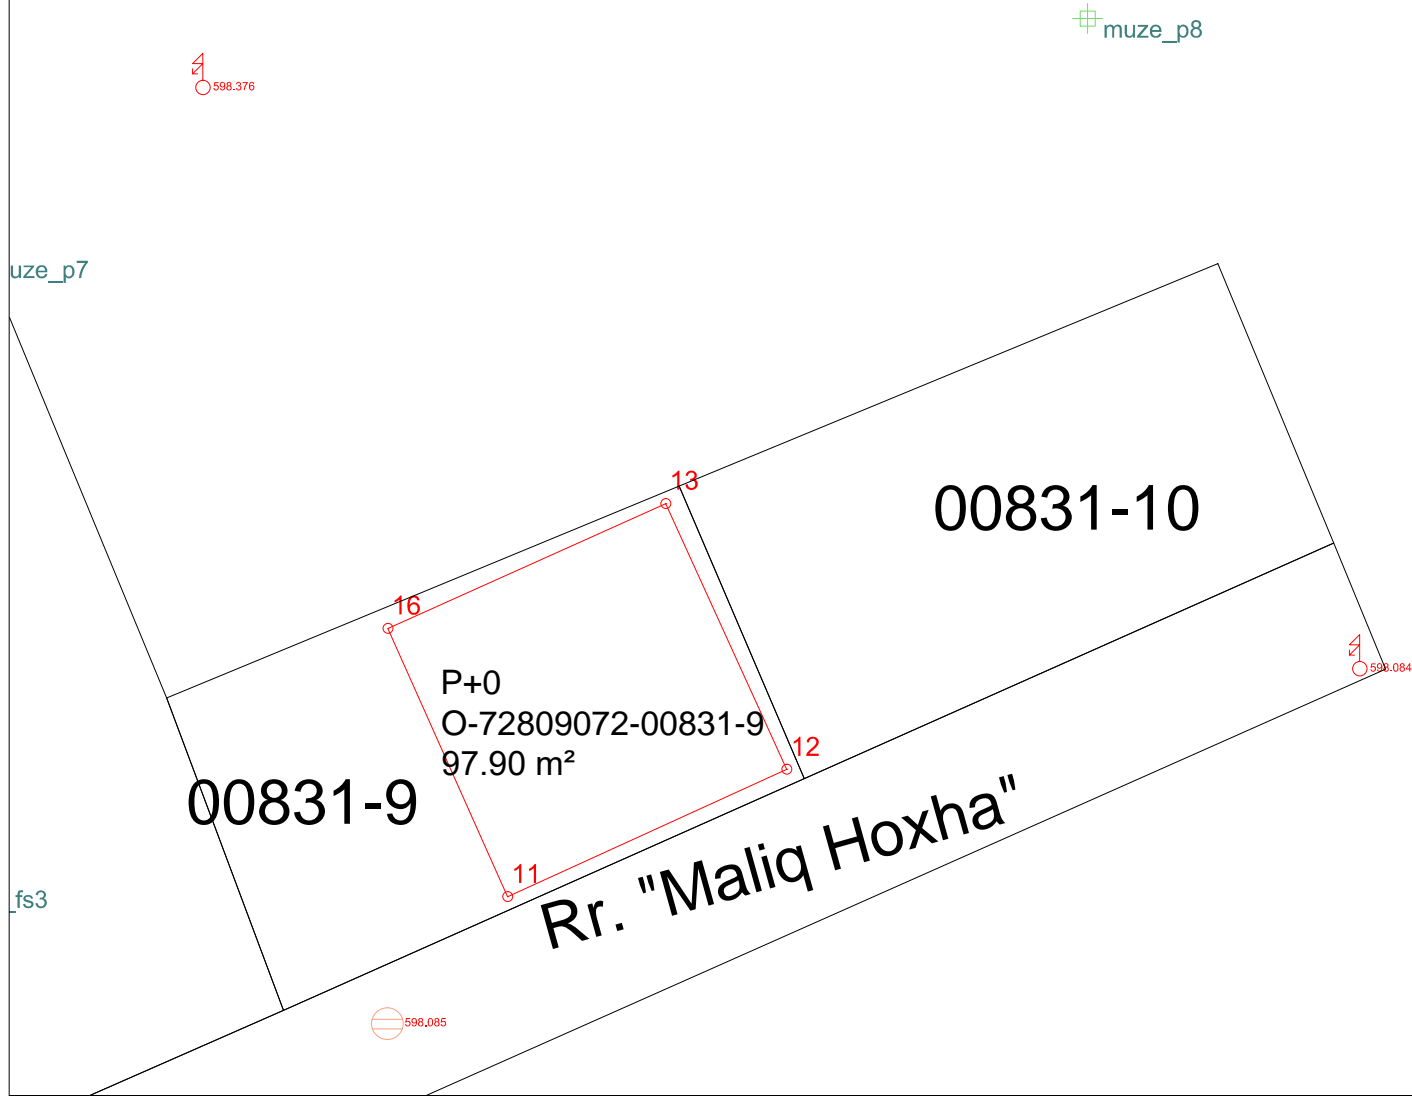 muze_p8
598.376
uze_p7
13
00831-10
16
598.084
P+0
O-72809072-00831-9
97.90 m²
12
00831-9
Rr. "Maliq Hoxha"
11
_fs3
598.085